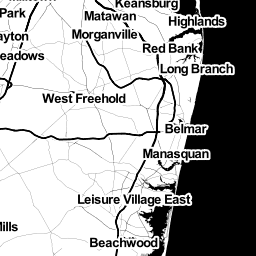 Keansburg
Park
Matawan
Highlands
ayton
Morganville
Red Bank
eadows
Long Branch
West Freehold
Belmar
Manasquan
Leisure Village East
Mills
Beachwood